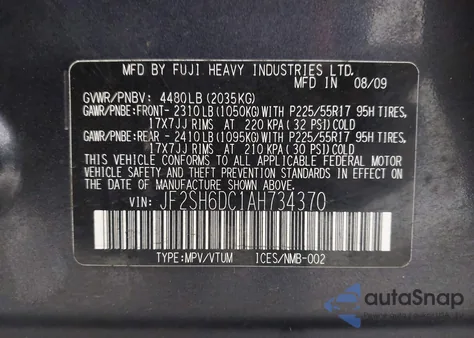 MFD BY FUJI HEAVY INDUSTRIES LTD.
MFD IN 08/09
GVWR/PNBV: 4480LB (2035KG)
GAWR/PNBE:FRONT- 2310LB (1050KG) WITH P225/55R17 95H TIRES,
17X7JJ RIMS AT 220 KPA (32 PSI) COLD
GAWR/PNBE:REAR - 2410LB (1095KG) WITH P225/55R17 95H TIRES,
17X7JJ RIMS AT 210 KPA (30 PSI) COLD
THIS VEHICLE CONFORMS TO ALL APPLICABLE FEDERAL MOTOR
VEHICLE SAFETY, BUMPER, AND THEFT PREVENTION STANDARDS IN
EFFECT ON THE DATE OF MANUFACTURE SHOWN ABOVE.
VIN: JF2SH6DC1AH734370
TYPE:MPV/VTUM ICES/NMB-002
autoSnap